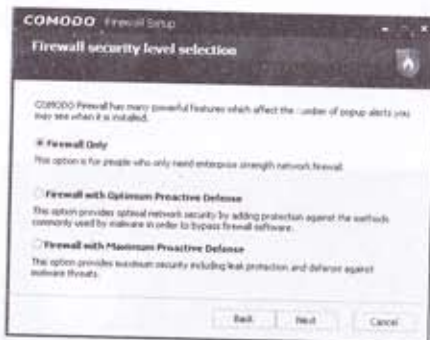 COMODO Firewall Setup
Firewall security level selection
COMODO Firewall has many powerful features which affect the number of popup alerts you
may see when it is installed.
Firewall Only
This option is for people who only need enterprise strength network firewall.
Firewall with Optimum Proactive Defense
This option provides optimal network security by adding protection against the methods
commonly used by malware in order to bypass firewall software.
Firewall with Maximum Proactive Defense
This option provides maximum security including leak protection and defense against
malware threats.
Back Next Cancel